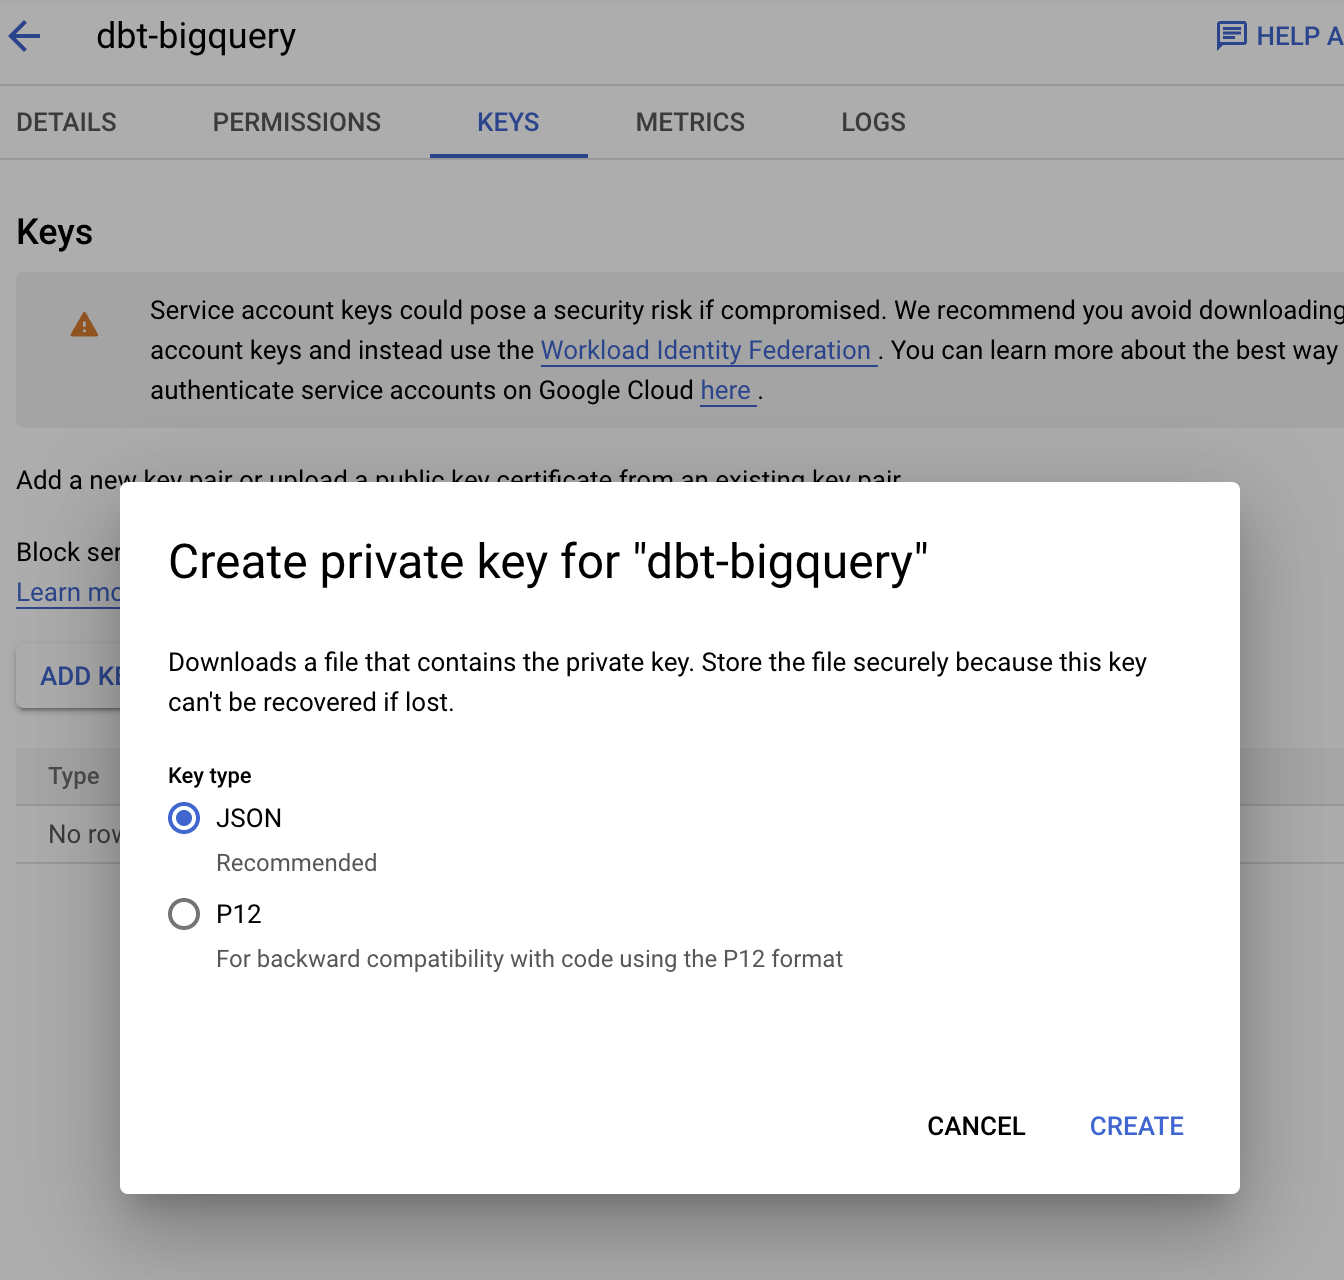 dbt-bigquery
HELP A
DETAILS PERMISSIONS KEYS METRICS LOGS
Keys
Service account keys could pose a security risk if compromised. We recommend you avoid downloading
account keys and instead use the Workload Identity Federation . You can learn more about the best way
authenticate service accounts on Google Cloud here .
Add a new key pair or upload a public key certificate from an existing key pair
Block ser
Learn mo
ADD KE
Type
No rov
Create private key for "dbt-bigquery"
Downloads a file that contains the private key. Store the file securely because this key
can't be recovered if lost.
Key type
JSON
Recommended
P12
For backward compatibility with code using the P12 format
CANCEL CREATE